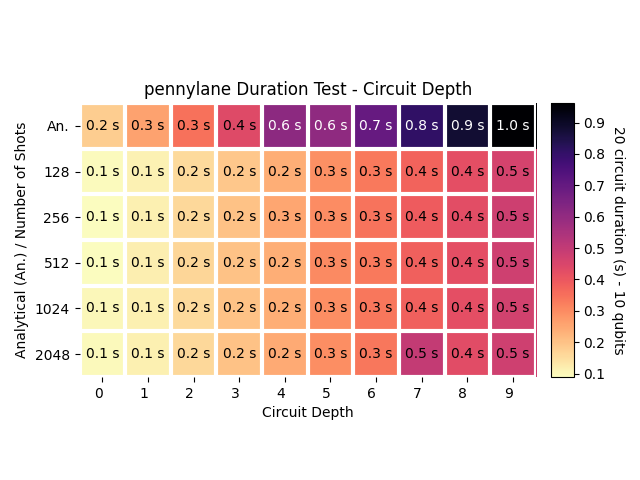 pennylane Duration Test - Circuit Depth
An. 0.2 s 0.3 s 0.3 s 0.4 s 0.6 s 0.6 s 0.7 s 0.8 s 0.9 s 1.0 s
128 0.1 s 0.1 s 0.2 s 0.2 s 0.2 s 0.3 s 0.3 s 0.4 s 0.4 s 0.5 s
256 0.1 s 0.1 s 0.2 s 0.2 s 0.3 s 0.3 s 0.3 s 0.4 s 0.4 s 0.5 s
512 0.1 s 0.1 s 0.2 s 0.2 s 0.2 s 0.3 s 0.3 s 0.4 s 0.4 s 0.5 s
1024 0.1 s 0.1 s 0.2 s 0.2 s 0.2 s 0.3 s 0.3 s 0.4 s 0.4 s 0.5 s
2048 0.1 s 0.1 s 0.2 s 0.2 s 0.2 s 0.3 s 0.3 s 0.5 s 0.4 s 0.5 s
0 1 2 3 4 5 6 7 8 9
Circuit Depth
Analytical (An.) / Number of Shots
0.9
0.8
0.7
0.6
0.5
0.4
0.3
0.2
0.1
20 circuit duration (s) - 10 qubits